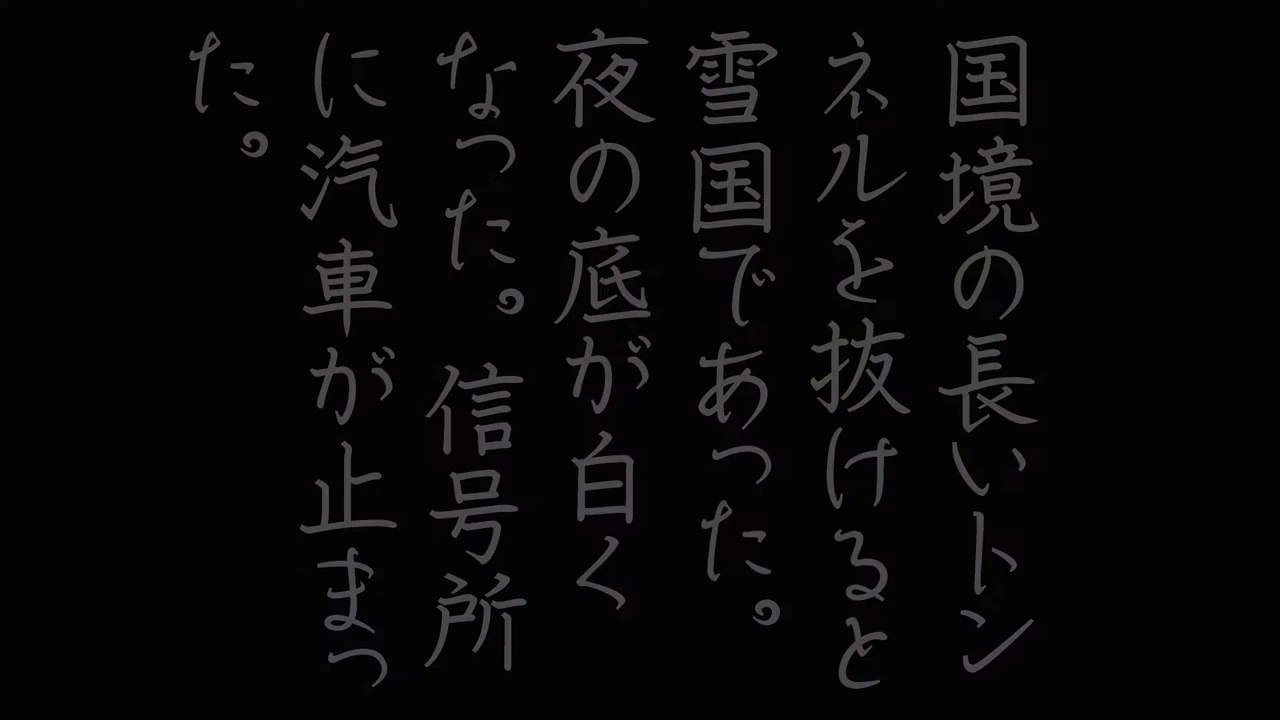 国境の長いトン
ネルを抜けると
雪国であった。
夜の底が白く
なった。信号所
に汽車が止まっ
た。